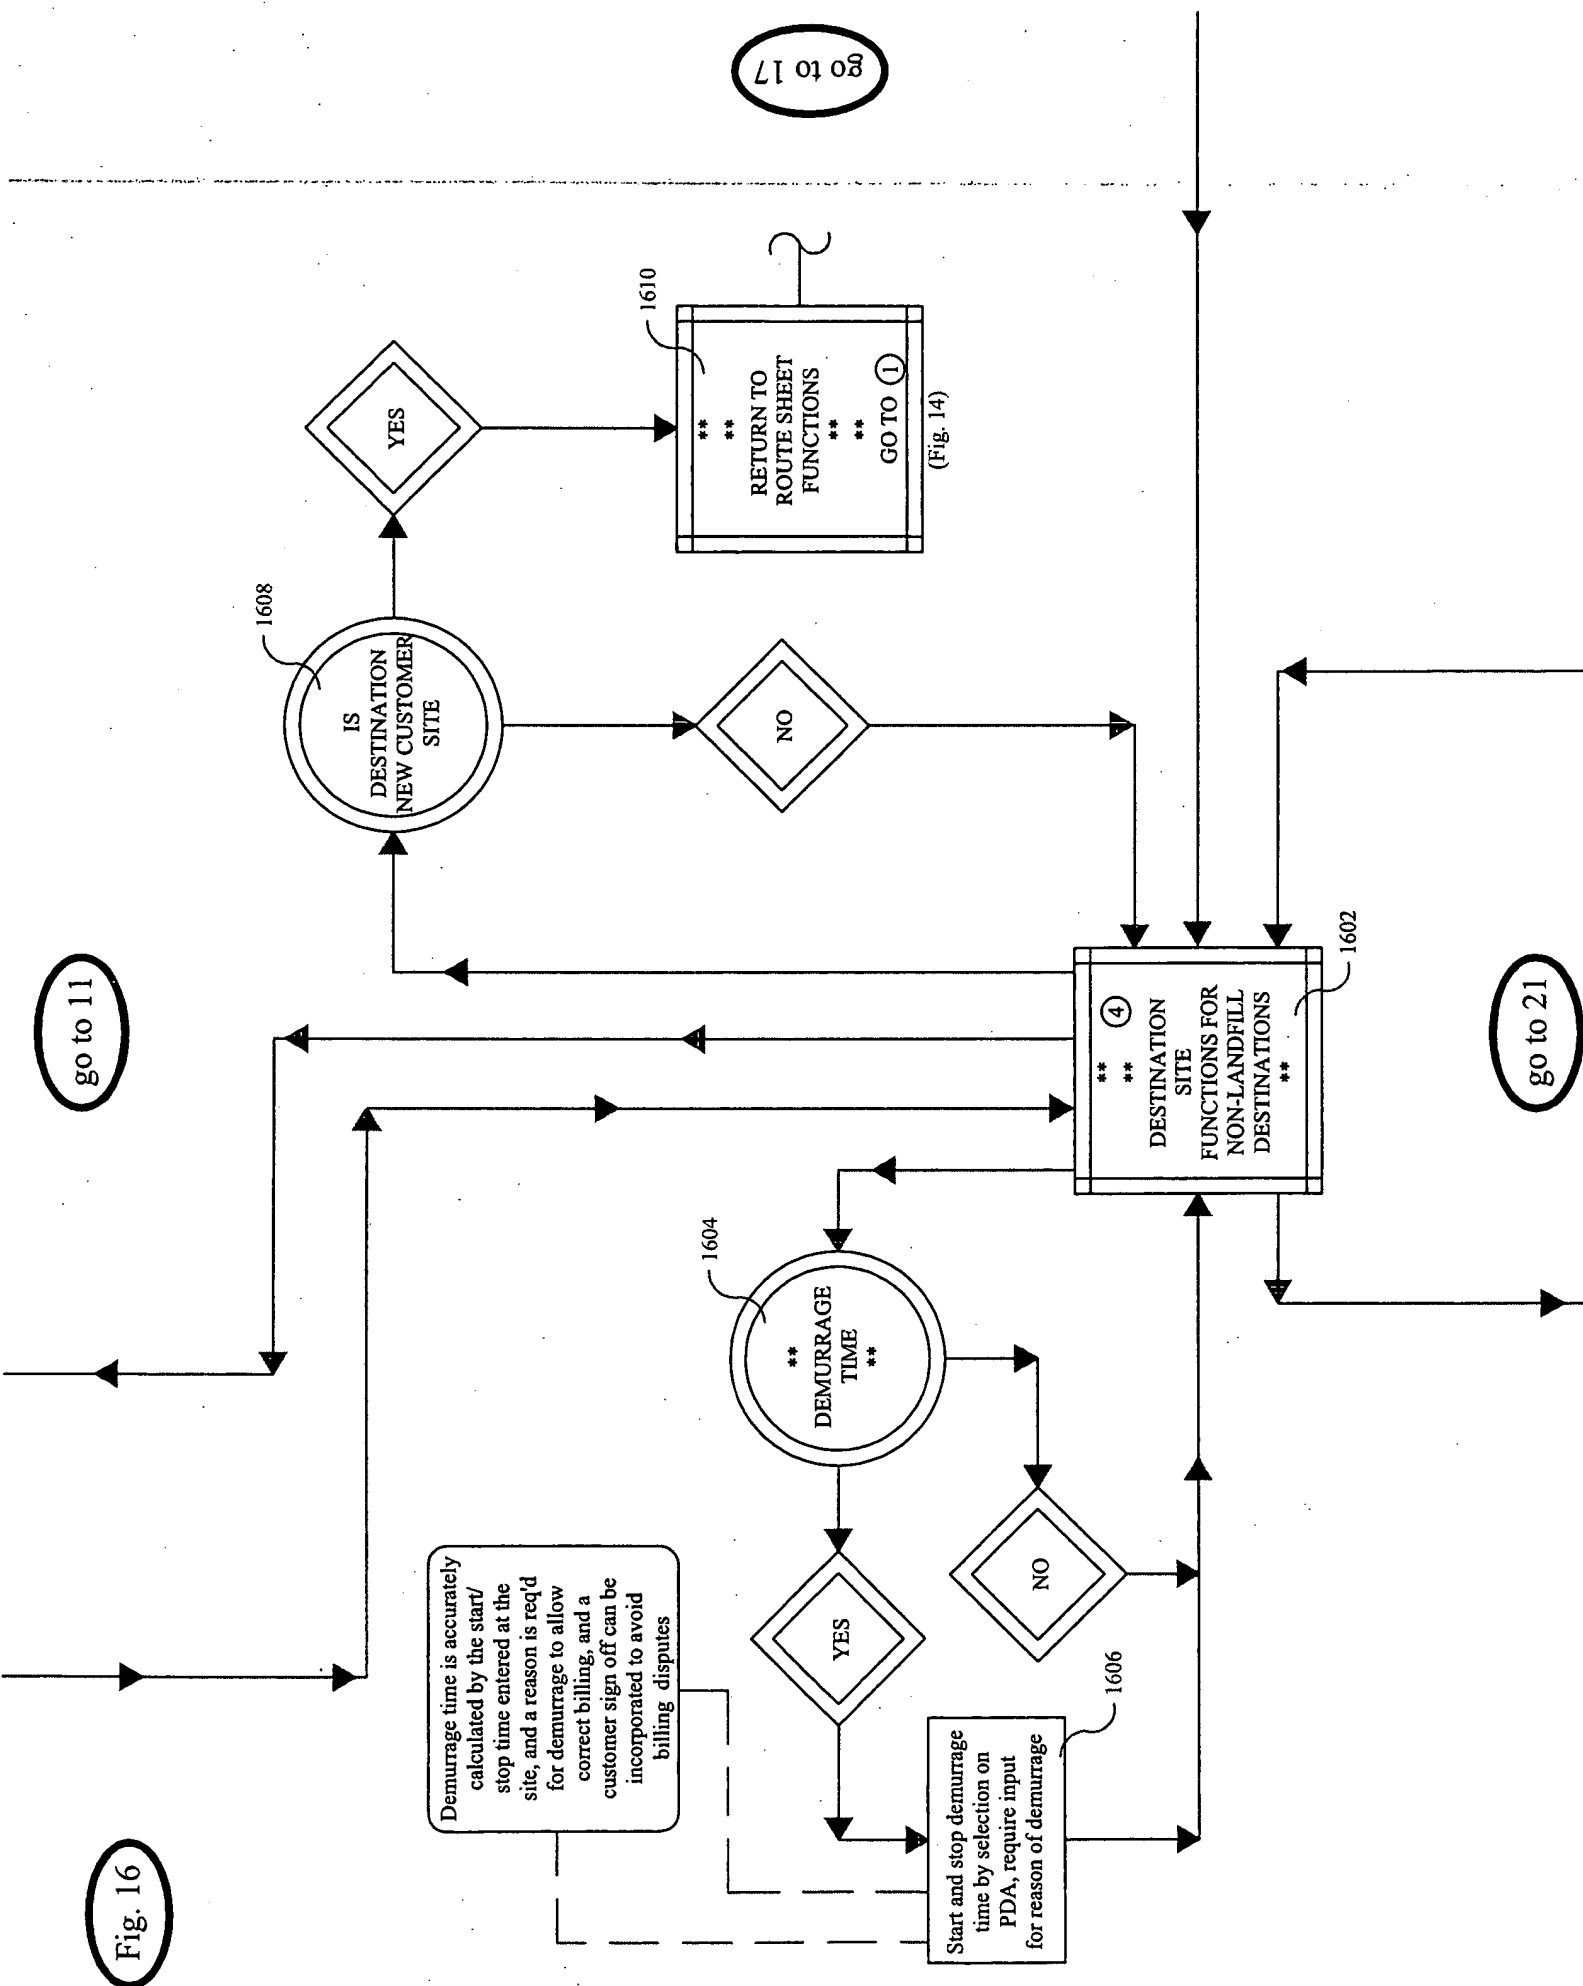 Fig. 16
go to 11
Demurrage time is accurately
calculated by the start/
stop time entered at the
site, and a reason is req'd
for demurrage to allow
correct billing, and a
customer sign off can be
incorporated to avoid
billing disputes
1608
IS
DESTINATION
NEW CUSTOMER
SITE
YES
1604
**
DEMURRAGE
TIME
**
YES
NO
NO
1610
**
**
RETURN TO
ROUTE SHEET
FUNCTIONS
**
**
GO TO 1
(Fig. 14)
go to 17
Start and stop demurrage
time by selection on
PDA, require input
for reason of demurrage
1606
** 4
**
DESTINATION
SITE
FUNCTIONS FOR
NON-LANDFILL
DESTINATIONS
**
1602
go to 21